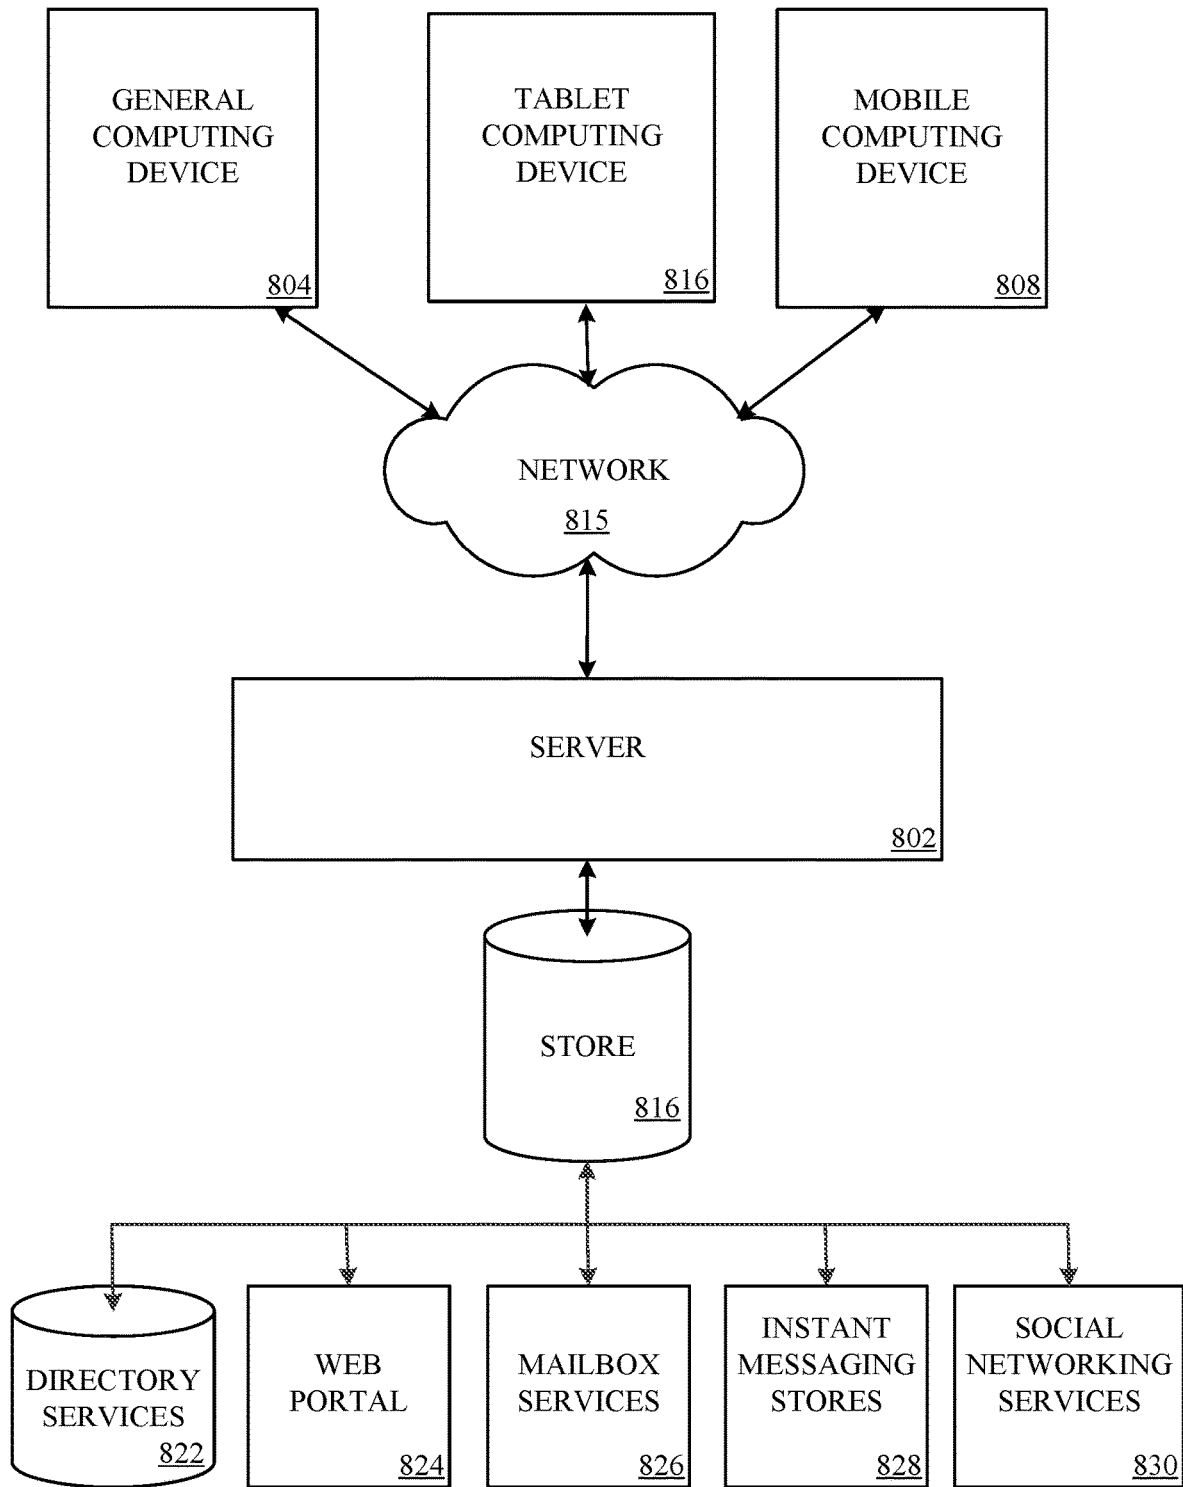 GENERAL
COMPUTING
DEVICE
804
TABLET
COMPUTING
DEVICE
816
MOBILE
COMPUTING
DEVICE
808
NETWORK
815
SERVER
802
STORE
816
DIRECTORY
SERVICES
822
WEB
PORTAL
824
MAILBOX
SERVICES
826
INSTANT
MESSAGING
STORES
828
SOCIAL
NETWORKING
SERVICES
830